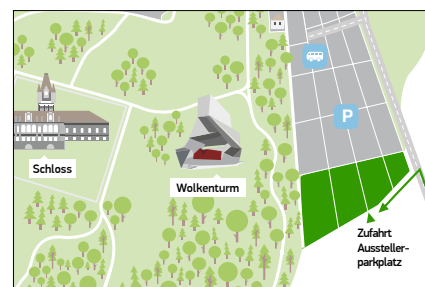 P
Schloss
Wolkenturm
Zufahrt
Aussteller-
parkplatz